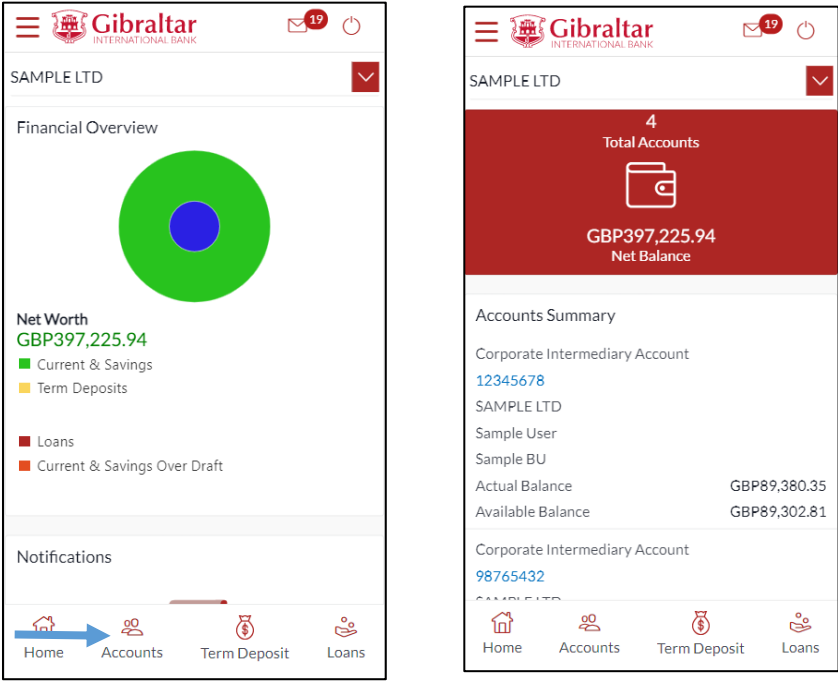 Gibraltar
INTERNATIONAL BANK
19
SAMPLE LTD
Financial Overview
Net Worth
GBP397,225.94
Current & Savings
Term Deposits
Loans
Current & Savings Over Draft
Notifications
Home Accounts Term Deposit Loans
Gibraltar
INTERNATIONAL BANK
19
SAMPLE LTD
4
Total Accounts
GBP397,225.94
Net Balance
Accounts Summary
Corporate Intermediary Account
12345678
SAMPLE LTD
Sample User
Sample BU
Actual Balance GBP89,380.35
Available Balance GBP89,302.81
Corporate Intermediary Account
98765432
SAMPLE LTD
Home Accounts Term Deposit Loans